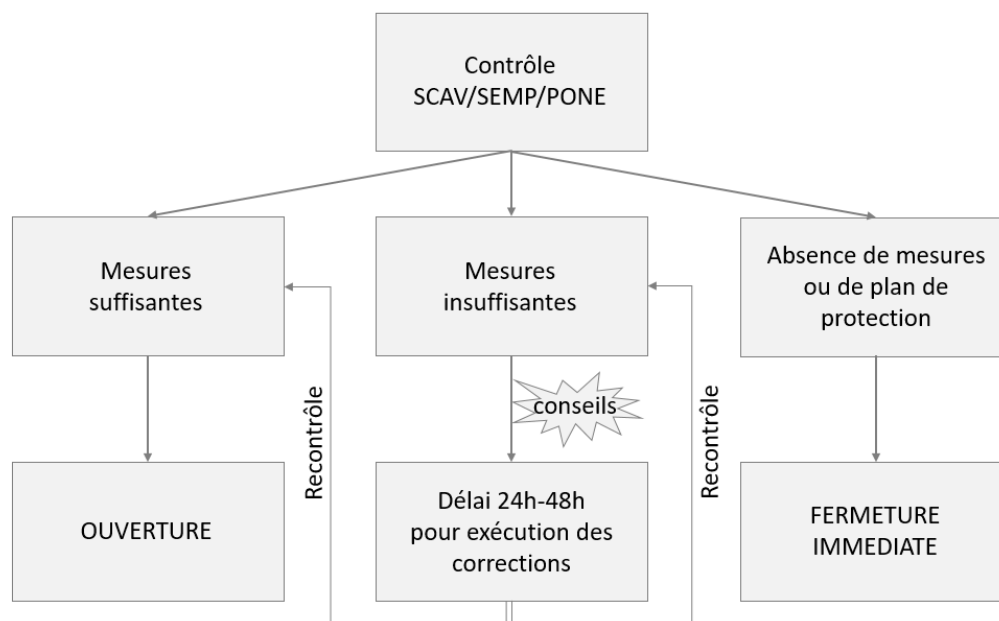 Contrôle
SCAV/SEMP/PONE
Mesures
suffisantes
Mesures
insuffisantes
Absence de mesures
ou de plan de
protection
Recontrôle
conseils
Recontrôle
OUVERTURE
Délai 24h-48h
pour exécution des
corrections
FERMETURE
IMMEDIATE